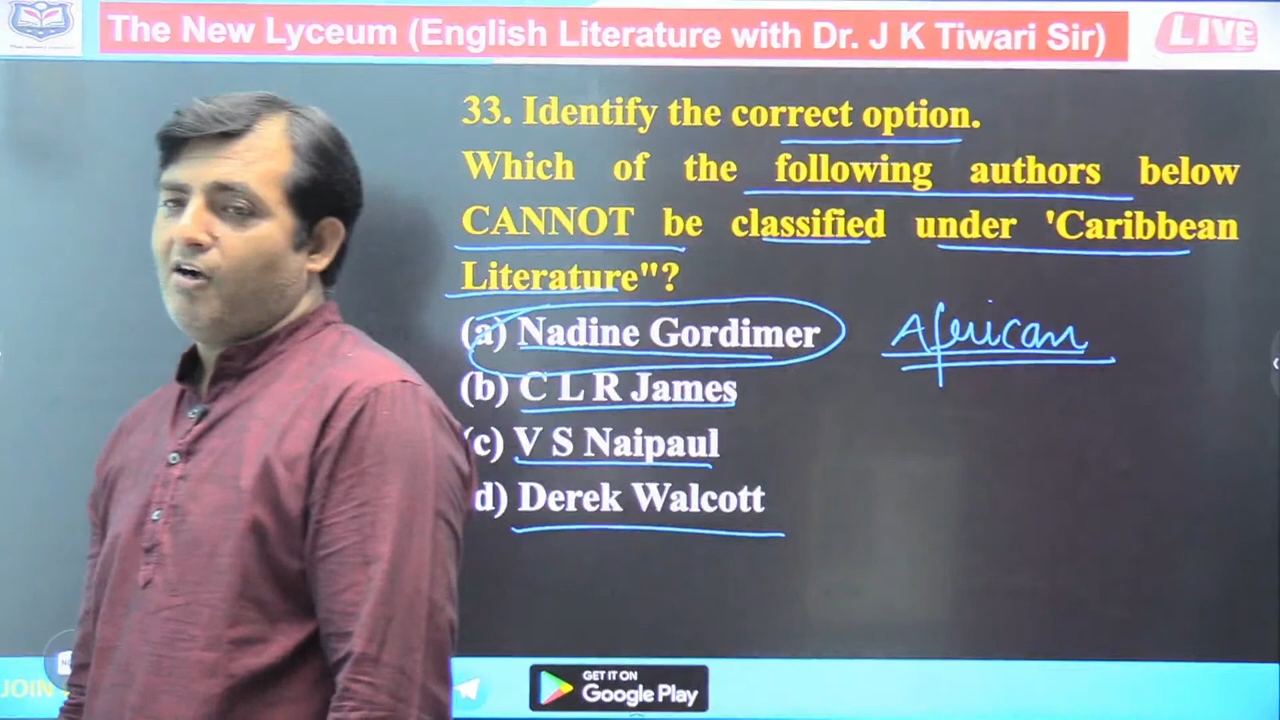 The New Lyceum (English Literature with Dr. J K Tiwari Sir)
LIVE
33. Identify the correct option.
Which of the following authors below
CANNOT be classified under 'Caribbean
Literature"?
(a) Nadine Gordimer African
(b) C L R James
(c) V S Naipaul
d) Derek Walcott
JOIN
GET IT ON
Google Play